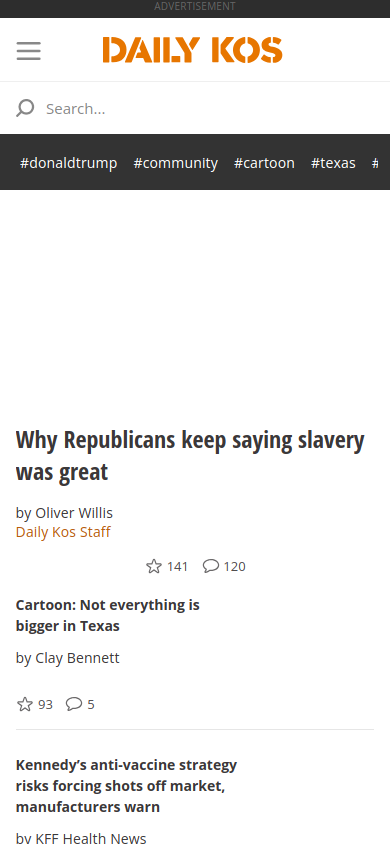 ADVERTISEMENT
DAILY KOS
Search...
#donaldtrump #community #cartoon #texas #
Why Republicans keep saying slavery
was great
by Oliver Willis
Daily Kos Staff
141 120
Cartoon: Not everything is
bigger in Texas
by Clay Bennett
93 5
Kennedy’s anti-vaccine strategy
risks forcing shots off market,
manufacturers warn
by KFF Health News